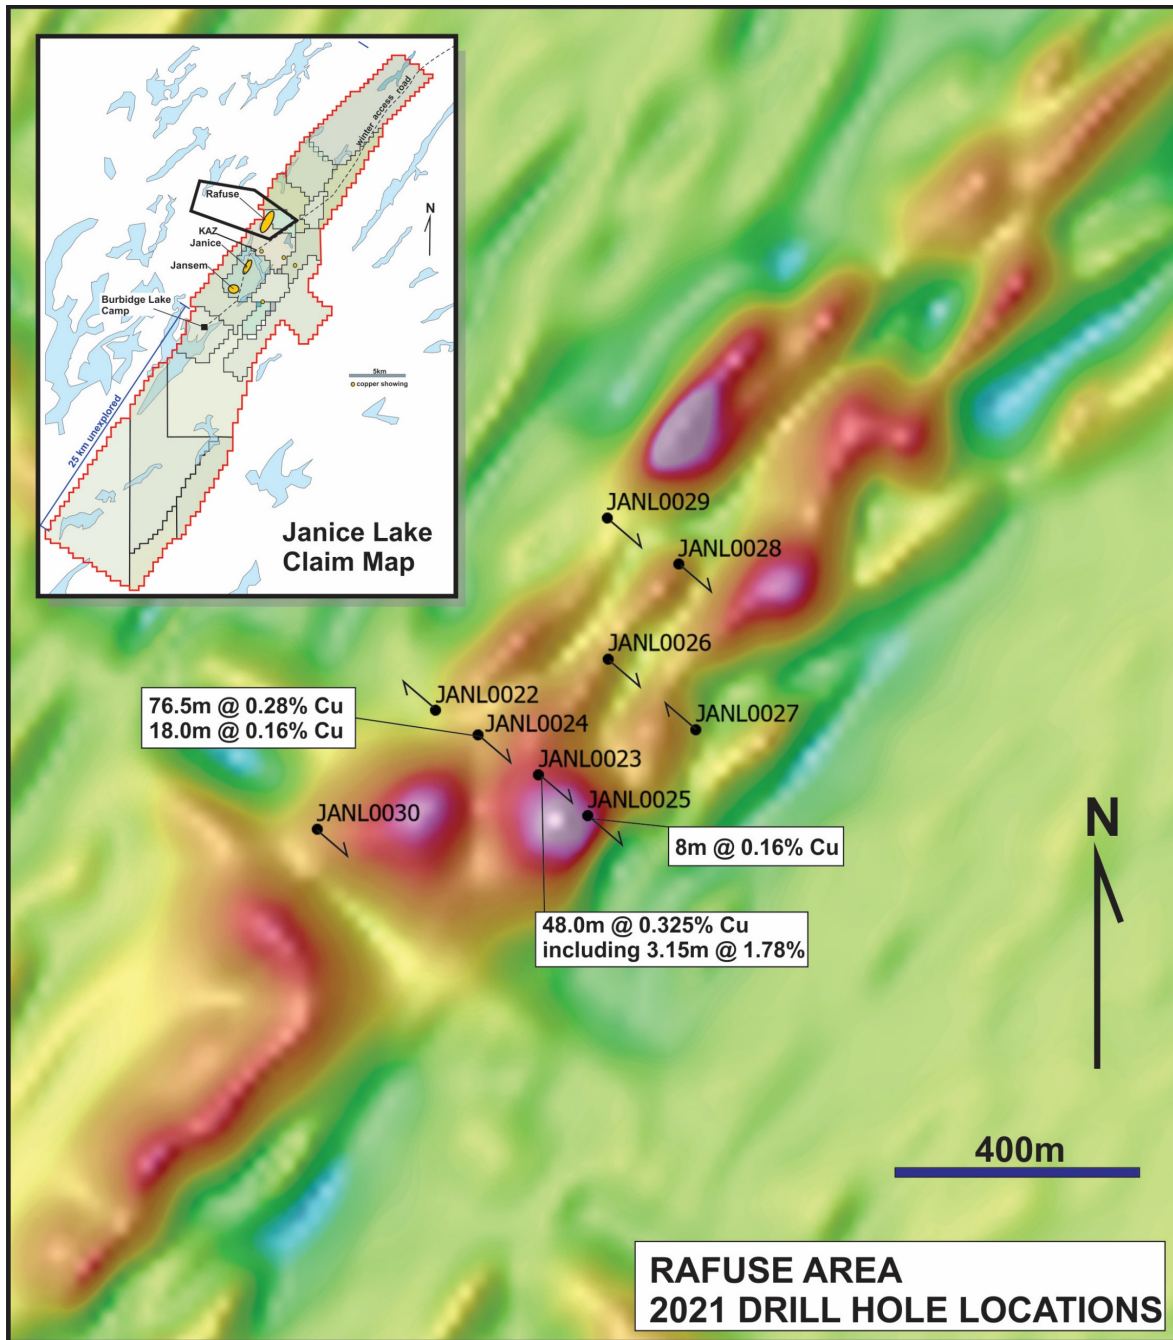 winter access road
Rafuse
N
KAZ
Janice
Jansem
Burbidge Lake
Camp
5km
copper showing
25 km unexplored
Janice Lake
Claim Map
JANL0029
JANL0028
JANL0026
JANL0022
76.5m @ 0.28% Cu
18.0m @ 0.16% Cu
JANL0024
JANL0027
JANL0023
JANL0025
JANL0030
8m @ 0.16% Cu
N
48.0m @ 0.325% Cu
including 3.15m @ 1.78%
400m
RAFUSE AREA
2021 DRILL HOLE LOCATIONS